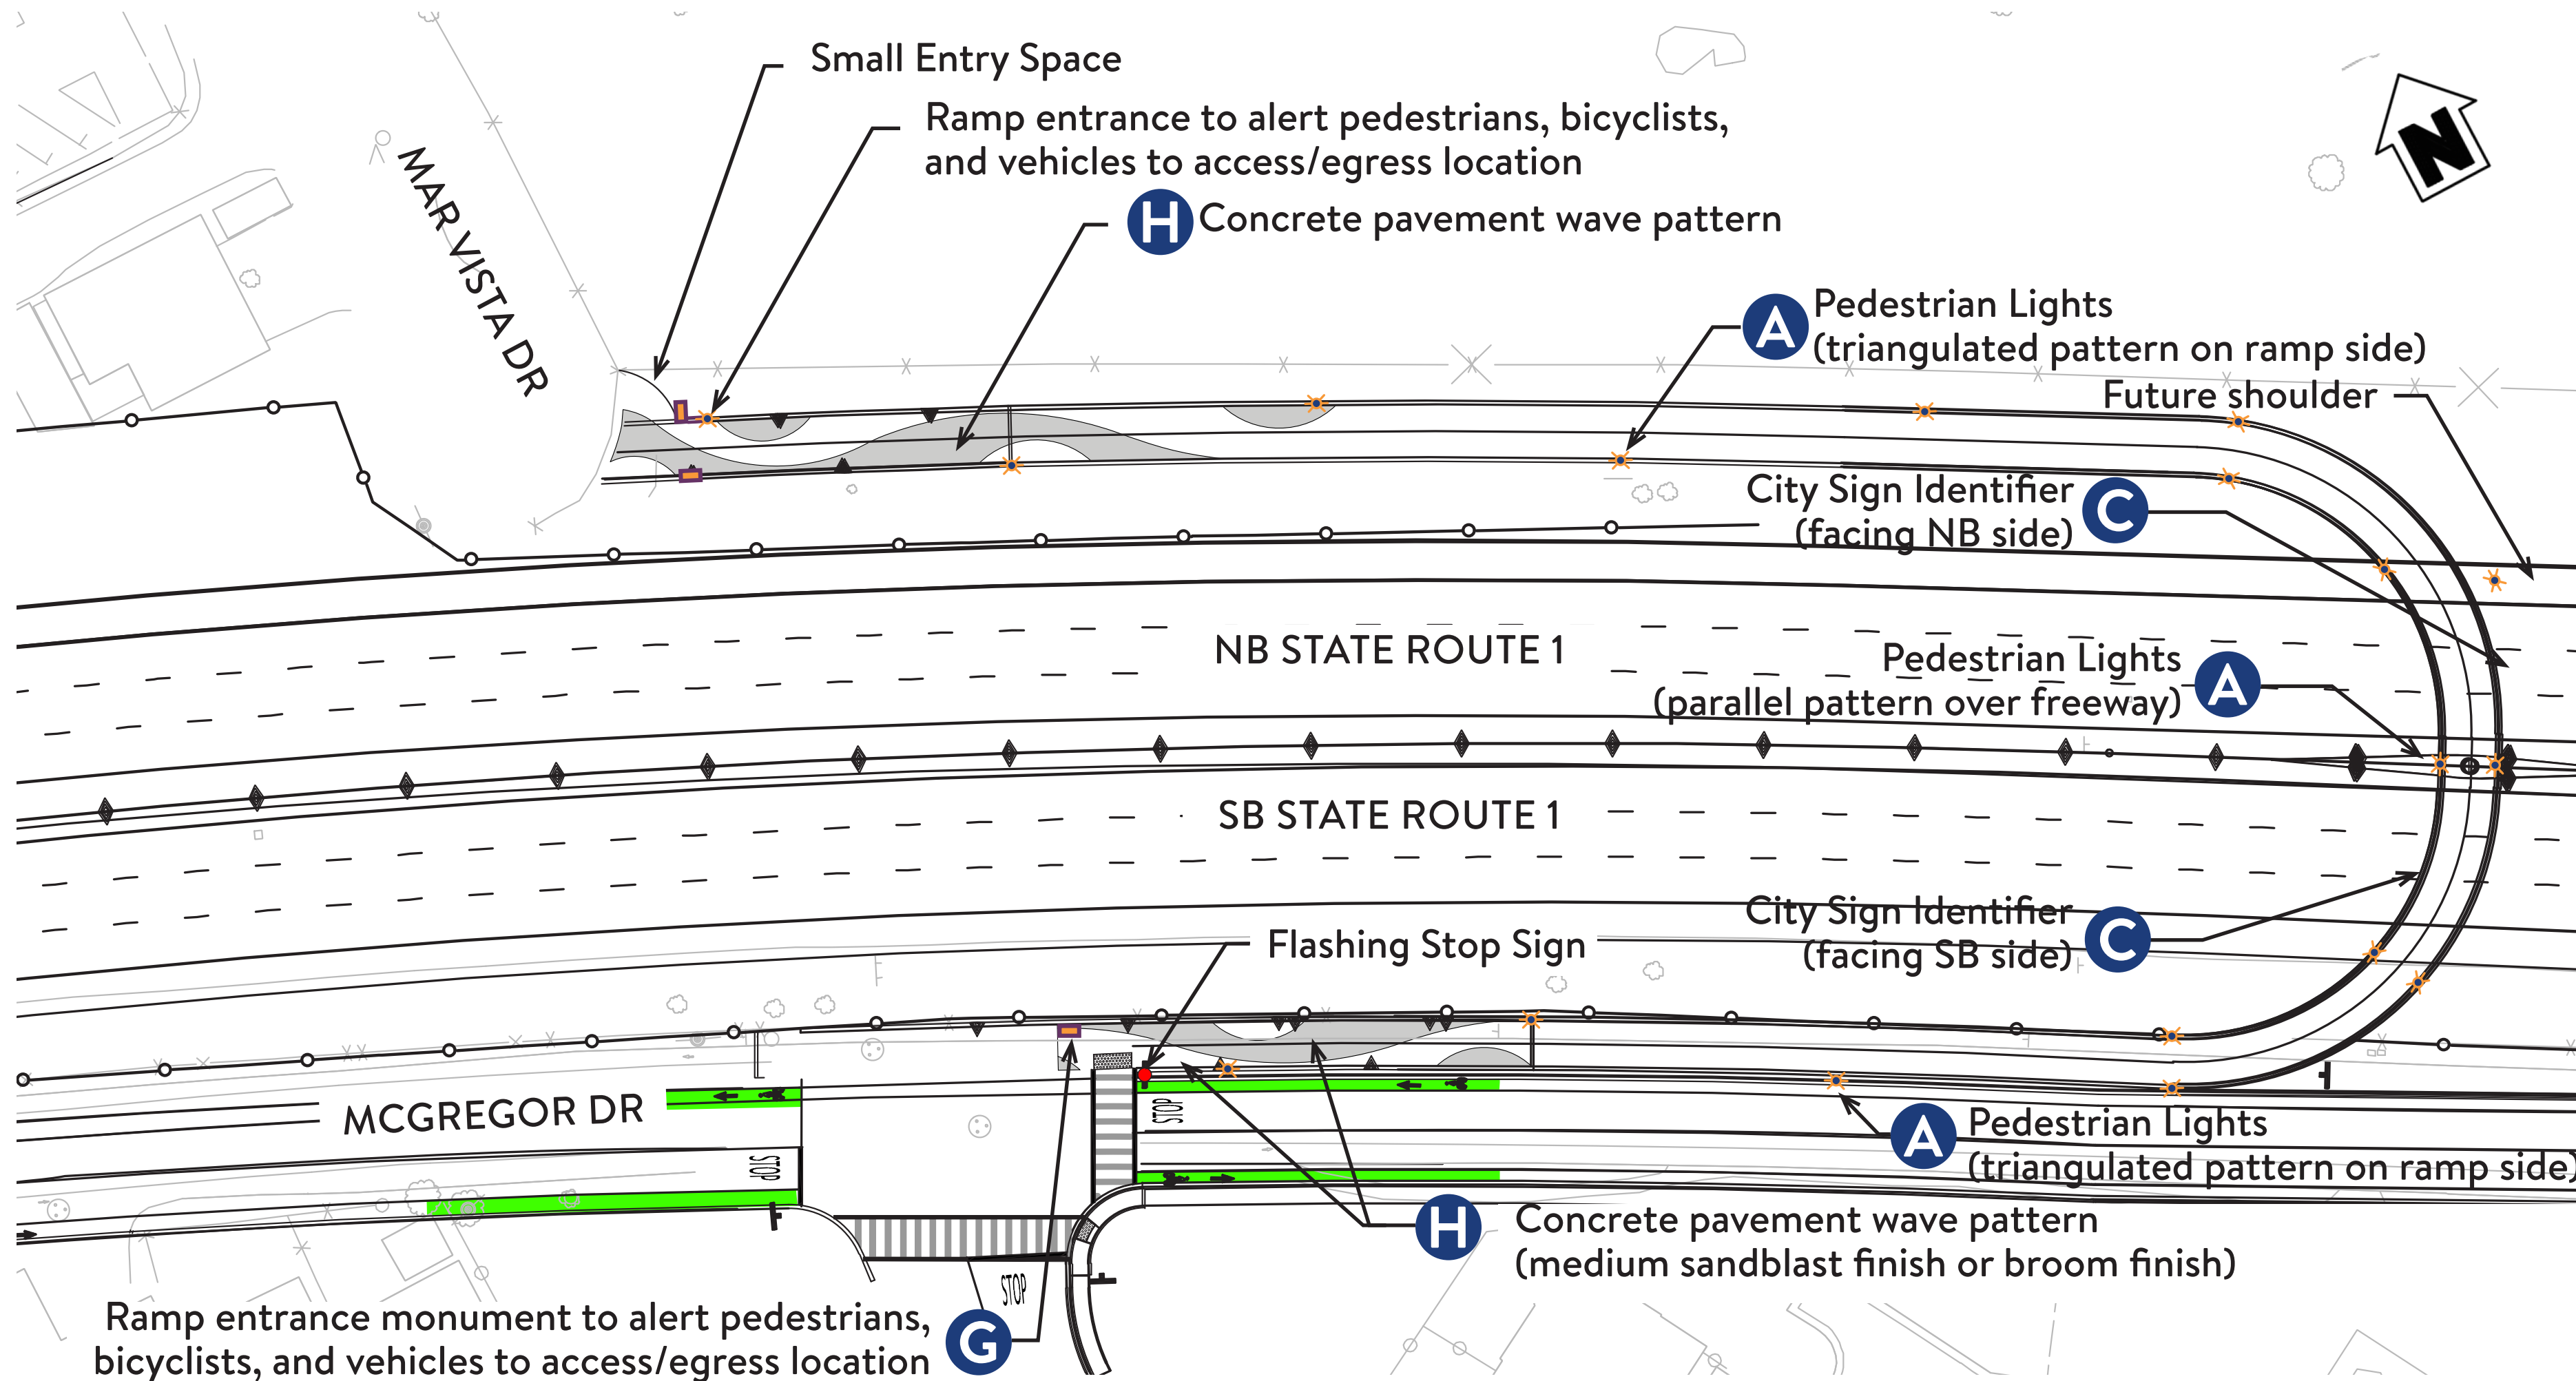 Small Entry Space
Ramp entrance to alert pedestrians, bicyclists,
and vehicles to access/egress location
H Concrete pavement wave pattern
N
MAR VISTA DR
A Pedestrian Lights
(triangulated pattern on ramp side)
Future shoulder
City Sign Identifier C
(facing NB side)
NB STATE ROUTE 1
Pedestrian Lights A
(parallel pattern over freeway)
SB STATE ROUTE 1
City Sign Identifier C
(facing SB side)
Flashing Stop Sign
MCGREGOR DR
STOP
STOP
A Pedestrian Lights
(triangulated pattern on ramp side)
H Concrete pavement wave pattern
(medium sandblast finish or broom finish)
STOP
Ramp entrance monument to alert pedestrians, G
bicyclists, and vehicles to access/egress location